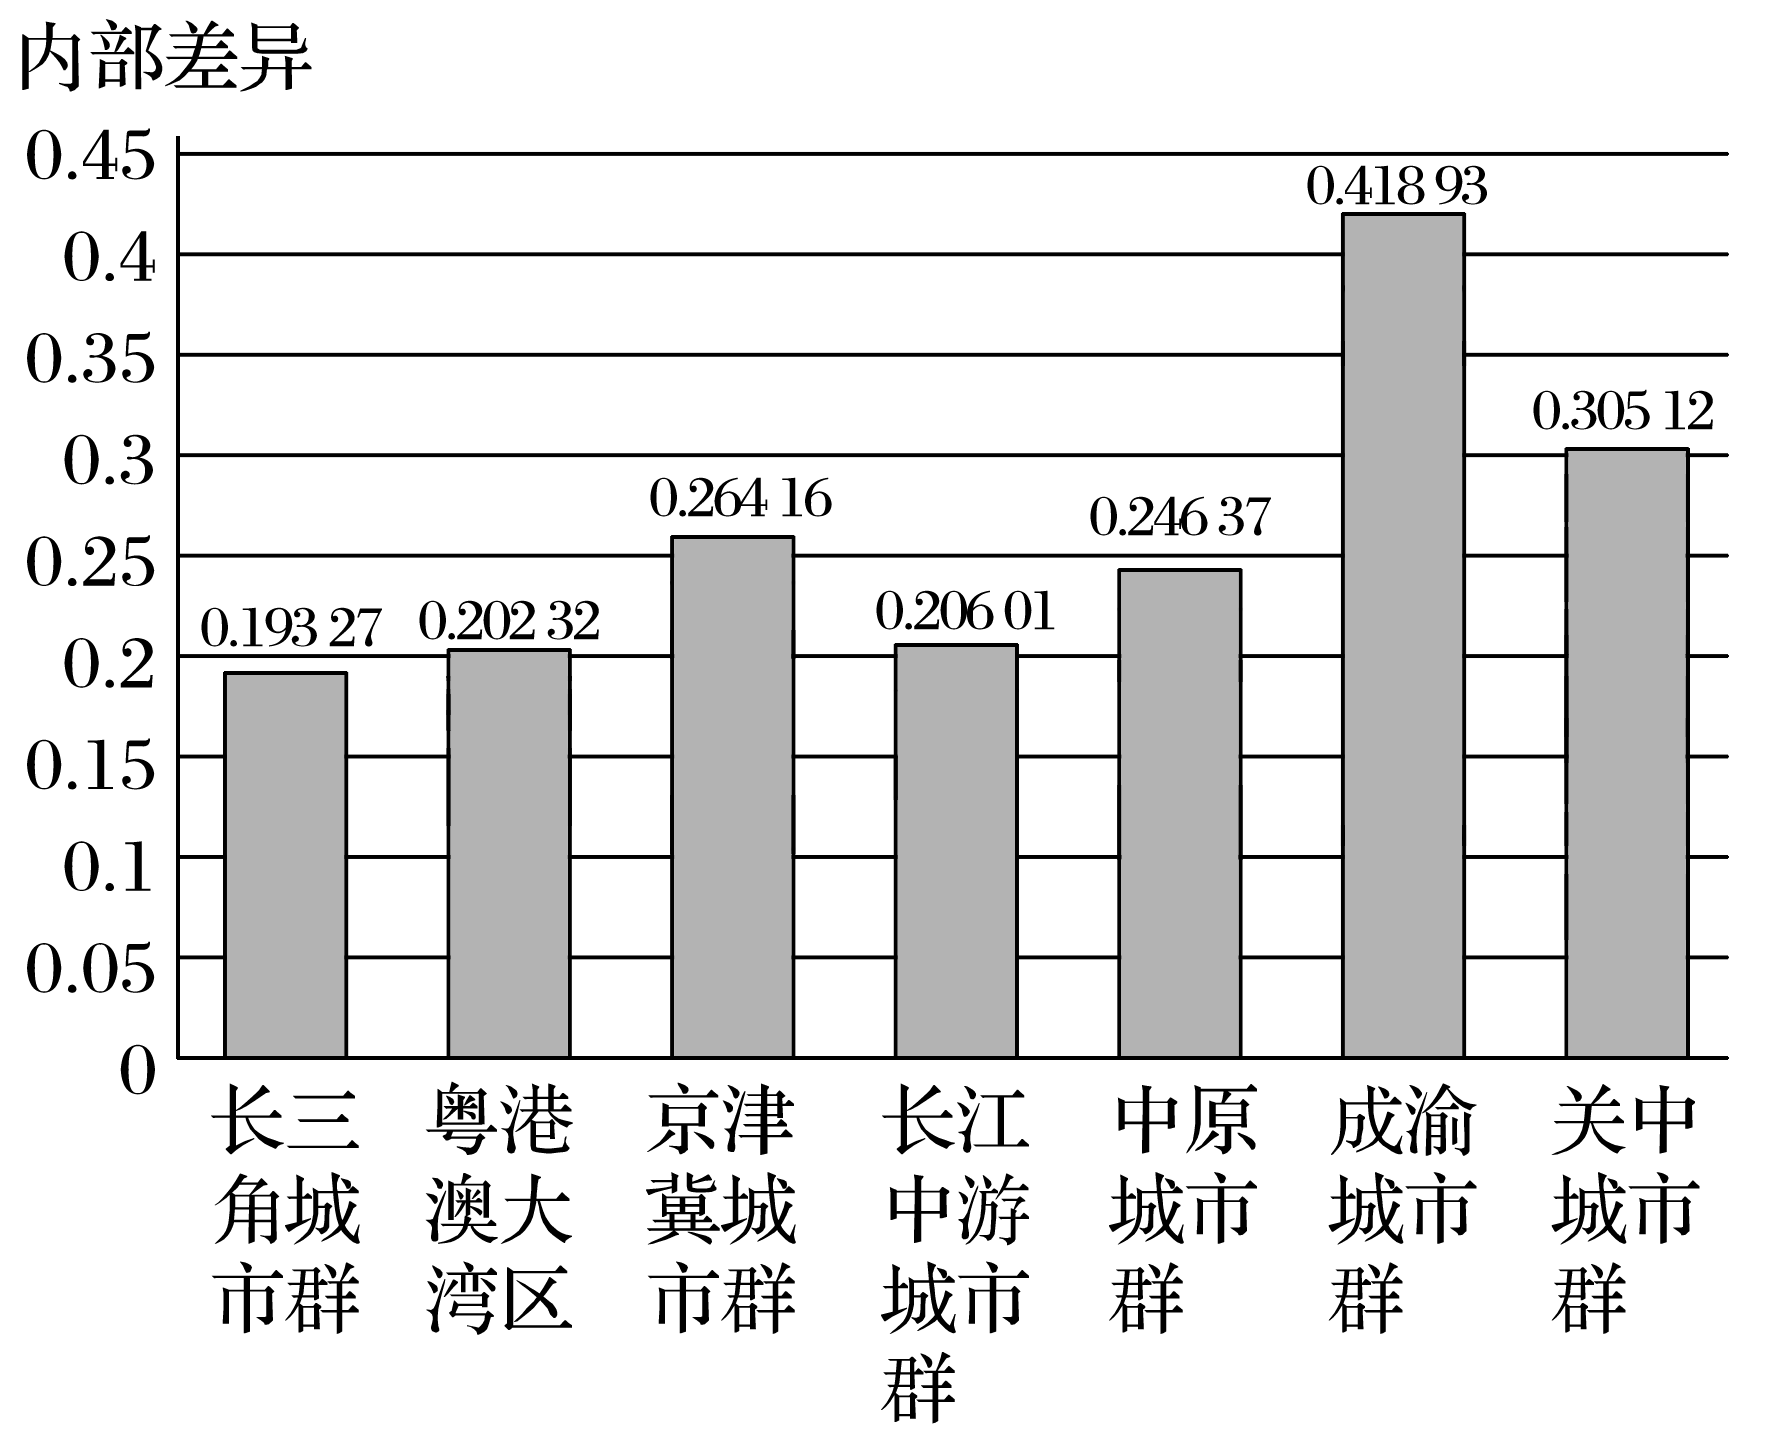 内部差异
0.45
0.4
0.35
0.3
0.25
0.2
0.15
0.1
0.05
0
0.193 27
0.202 32
0.264 16
0.206 01
0.246 37
0.418 93
0.305 12
长三
角城
市群
粤港
澳大
湾区
京津
冀城
市群
长江
中游
城市
群
中原
城市
群
成渝
城市
群
关中
城市
群